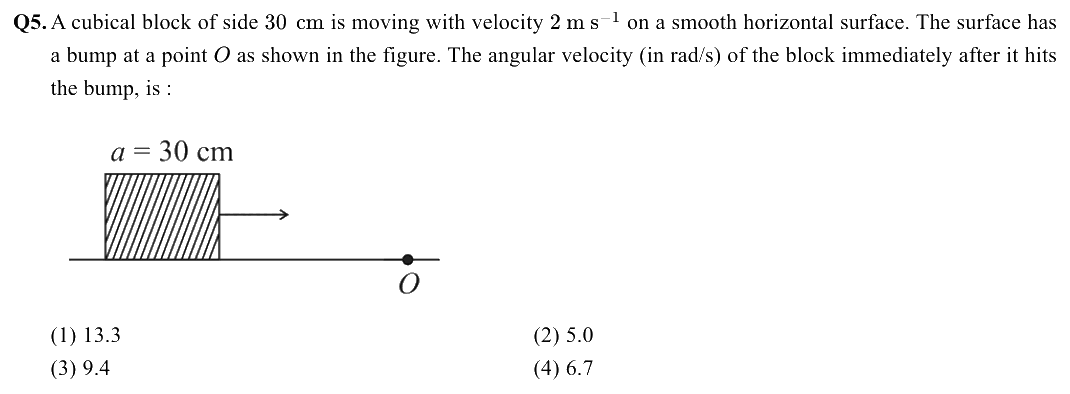 Q5. A cubical block of side 30 cm is moving with velocity 2 m s⁻¹ on a smooth horizontal surface. The surface has
a bump at a point O as shown in the figure. The angular velocity (in rad/s) of the block immediately after it hits
the bump, is :
a = 30 cm
O
(1) 13.3
(2) 5.0
(3) 9.4
(4) 6.7